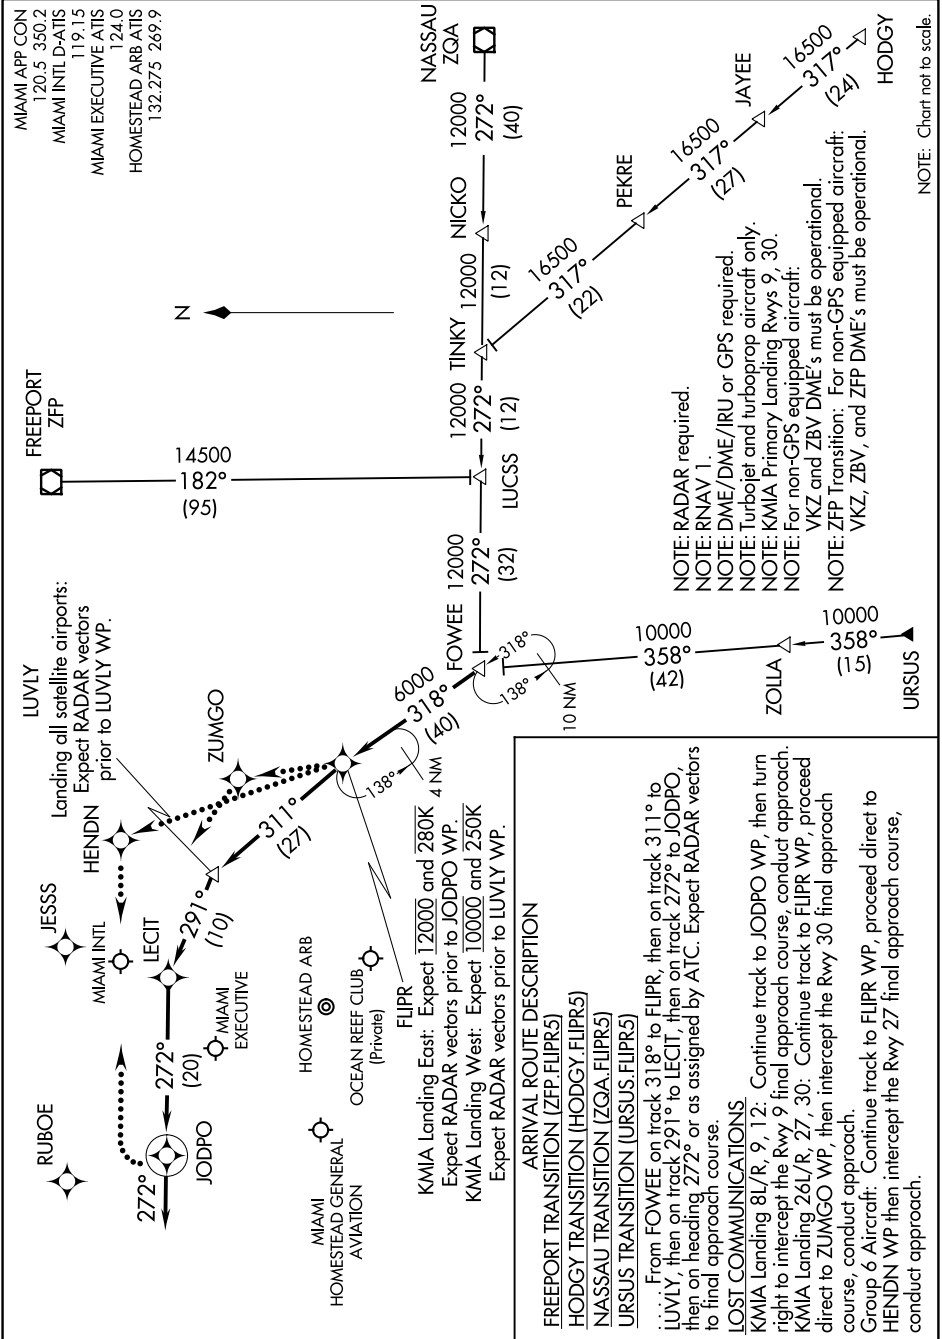 MIAMI APP CON
120.5 350.2
MIAMI INTL D-ATIS
119.15
MIAMI EXECUTIVE ATIS
124.0
HOMESTEAD ARB ATIS
132.275 269.9
NASSAU
ZQA
12000
272°
(40)
NICKO
12000
(12)
TINKY
12000
272°
(12)
LUCSS
HODGY
16500
317°
(24)
JAYEE
16500
317°
(27)
PEKRE
16500
317°
(22)
N
FREEPORT
ZFP
14500
182°
(95)
12000
272°
(32)
FOWEE
318°
138°
10 NM
10000
358°
(42)
ZOLLA
10000
358°
(15)
URSUS
6000
318°
(40)
138°
4 NM
LUVLY
Landing all satellite airports:
Expect RADAR vectors
prior to LUVLY WP.
ZUMGO
HENDN
311°
(27)
JESSS
MIAMI INTL
LECIT
291°
(10)
MIAMI
EXECUTIVE
272°
(20)
RUBOE
JODPO
272°
HOMESTEAD ARB
OCEAN REEF CLUB
(Private)
MIAMI
HOMESTEAD GENERAL
AVIATION
FLIPR
KMIA Landing East: Expect 12000 and 280K
Expect RADAR vectors prior to JODPO WP.
KMIA Landing West: Expect 10000 and 250K
Expect RADAR vectors prior to LUVLY WP.
NOTE: RADAR required.
NOTE: RNAV 1.
NOTE: DME/DME/IRU or GPS required.
NOTE: Turbojet and turboprop aircraft only.
NOTE: KMIA Primary Landing Rwys 9, 30.
NOTE: For non-GPS equipped aircraft:
VKZ and ZBV DME's must be operational.
NOTE: ZFP Transition: For non-GPS equipped aircraft:
VKZ, ZBV, and ZFP DME's must be operational.
NOTE: Chart not to scale.
ARRIVAL ROUTE DESCRIPTION
FREEPORT TRANSITION (ZFP.FLIPR5)
HODGY TRANSITION (HODGY.FLIPR5)
NASSAU TRANSITION (ZQA.FLIPR5)
URSUS TRANSITION (URSUS.FLIPR5)
. . . . From FOWEE on track 318° to FLIPR, then on track 311° to
LUVLY, then on track 291° to LECIT, then on track 272° to JODPO,
then on heading 272° or as assigned by ATC. Expect RADAR vectors
to final approach course.
LOST COMMUNICATIONS
KMIA Landing 8L/R, 9, 12: Continue track to JODPO WP, then turn
right to intercept the Rwy 9 final approach course, conduct approach.
KMIA Landing 26L/R, 27, 30: Continue track to FLIPR WP, proceed
direct to ZUMGO WP, then intercept the Rwy 30 final approach
course, conduct approach.
Group 6 Aircraft: Continue track to FLIPR WP, proceed direct to
HENDN WP then intercept the Rwy 27 final approach course,
conduct approach.